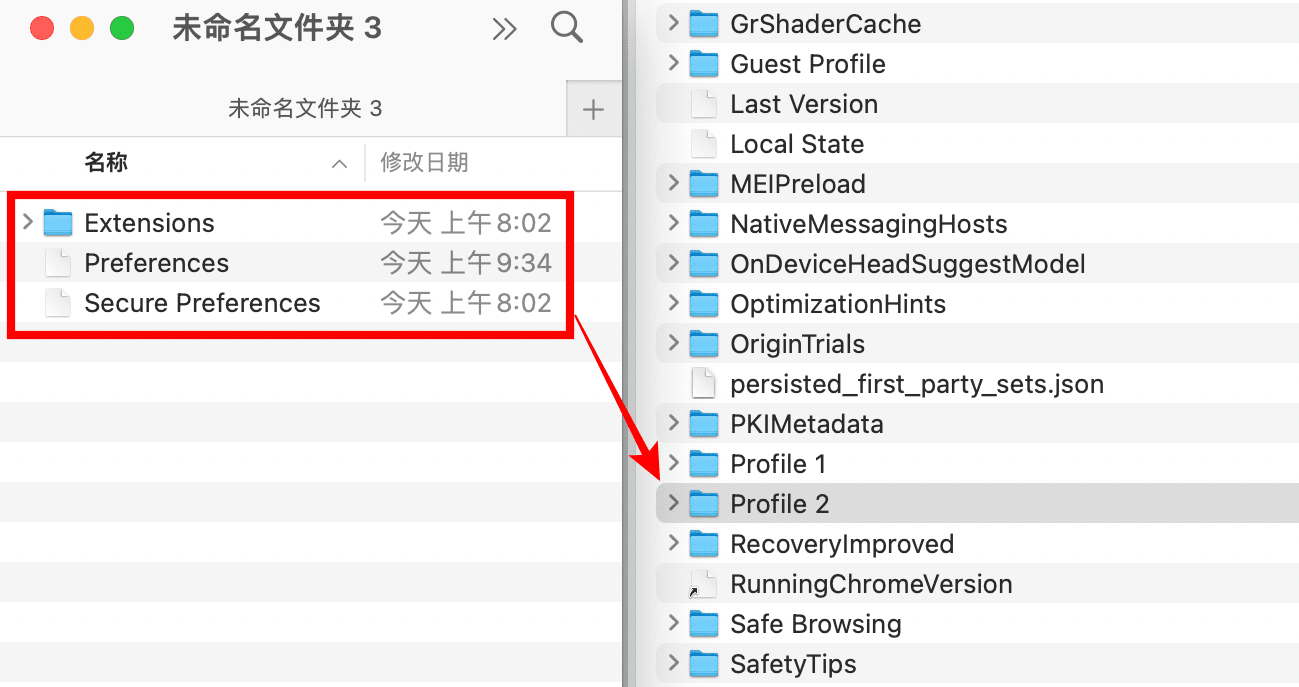 未命名文件夹 3
未命名文件夹 3
名称 修改日期
Extensions 今天 上午8:02
Preferences 今天 上午9:34
Secure Preferences 今天 上午8:02
GrShaderCache
Guest Profile
Last Version
Local State
MEIPreload
NativeMessagingHosts
OnDeviceHeadSuggestModel
OptimizationHints
OriginTrials
persisted_first_party_sets.json
PKIMetadata
Profile 1
Profile 2
RecoveryImproved
RunningChromeVersion
Safe Browsing
SafetyTips